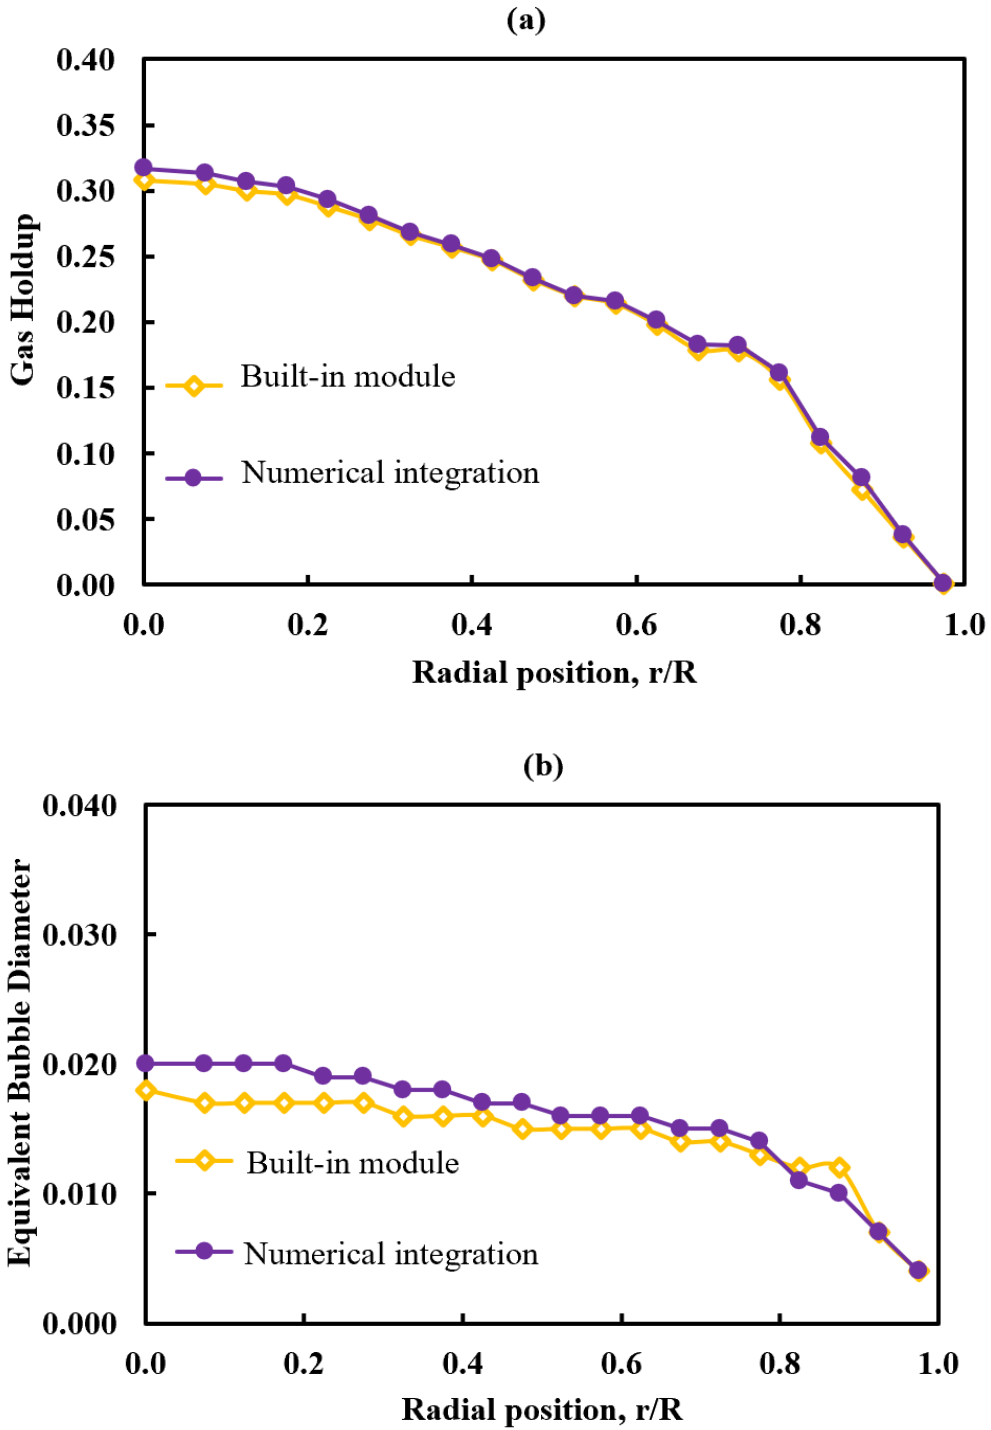 (a)
0.40
0.35
0.30
0.25
0.20
0.15
0.10
0.05
0.00
Gas Holdup
Built-in module
Numerical integration
0.0 0.2 0.4 0.6 0.8 1.0
Radial position, r/R
(b)
0.040
0.030
0.020
0.010
0.000
Equivalent Bubble Diameter
Built-in module
Numerical integration
0.0 0.2 0.4 0.6 0.8 1.0
Radial position, r/R